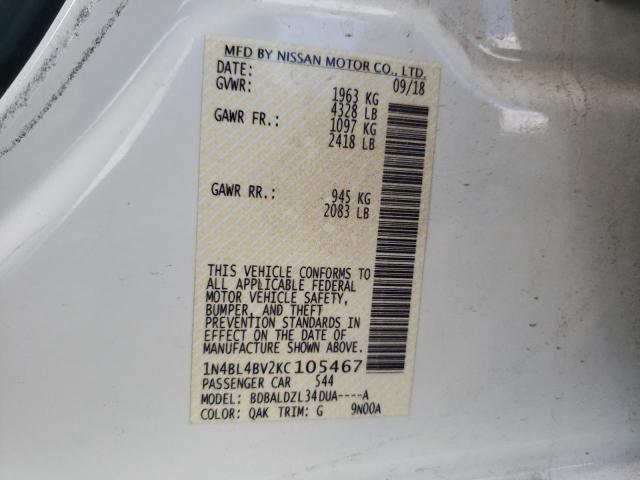 MFD BY NISSAN MOTOR CO., LTD.
DATE: 09/18
GVWR: 1963 KG
4328 LB
GAWR FR.: 1097 KG
2418 LB
GAWR RR.: 945 KG
2083 LB
THIS VEHICLE CONFORMS TO
ALL APPLICABLE FEDERAL
MOTOR VEHICLE SAFETY,
BUMPER, AND THEFT
PREVENTION STANDARDS IN
EFFECT ON THE DATE OF
MANUFACTURE SHOWN ABOVE.
1N4BL4BV2KC105467
PASSENGER CAR S44
MODEL: BDBALDZL34DUA----A
COLOR: QAK TRIM: G 9N00A